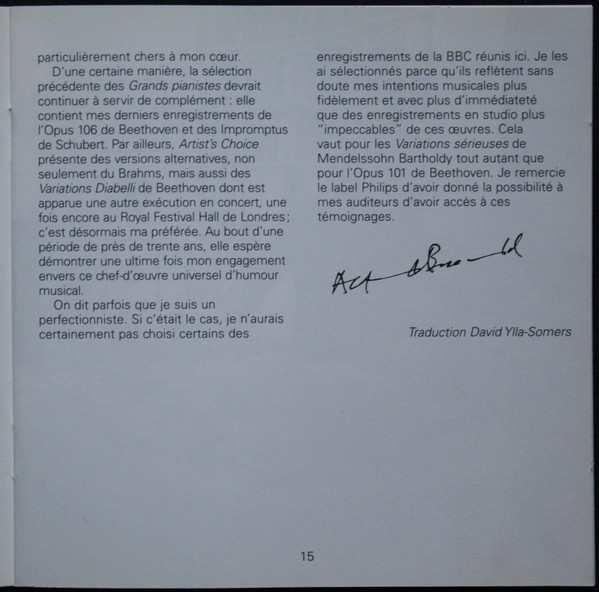 particulièrement chers à mon cœur.
D'une certaine manière, la sélection
précédente des Grands pianistes devrait
continuer à servir de complément : elle
contient mes derniers enregistrements de
l'Opus 106 de Beethoven et des Impromptus
de Schubert. Par ailleurs, Artist's Choice
présente des versions alternatives, non
seulement du Brahms, mais aussi des
Variations Diabelli de Beethoven dont est
apparue une autre exécution en concert, une
fois encore au Royal Festival Hall de Londres ;
c'est désormais ma préférée. Au bout d'une
période de près de trente ans, elle espère
démontrer une ultime fois mon engagement
envers ce chef-d'œuvre universel d'humour
musical.
On dit parfois que je suis un
perfectionniste. Si c'était le cas, je n'aurais
certainement pas choisi certains des
enregistrements de la BBC réunis ici. Je les
ai sélectionnés parce qu'ils reflètent sans
doute mes intentions musicales plus
fidèlement et avec plus d'immédiateté
que des enregistrements en studio plus
"impeccables" de ces œuvres. Cela
vaut pour les Variations sérieuses de
Mendelssohn Bartholdy tout autant que
pour l'Opus 101 de Beethoven. Je remercie
le label Philips d'avoir donné la possibilité à
mes auditeurs d'avoir accès à ces
témoignages.
Traduction David Ylla-Somers
15